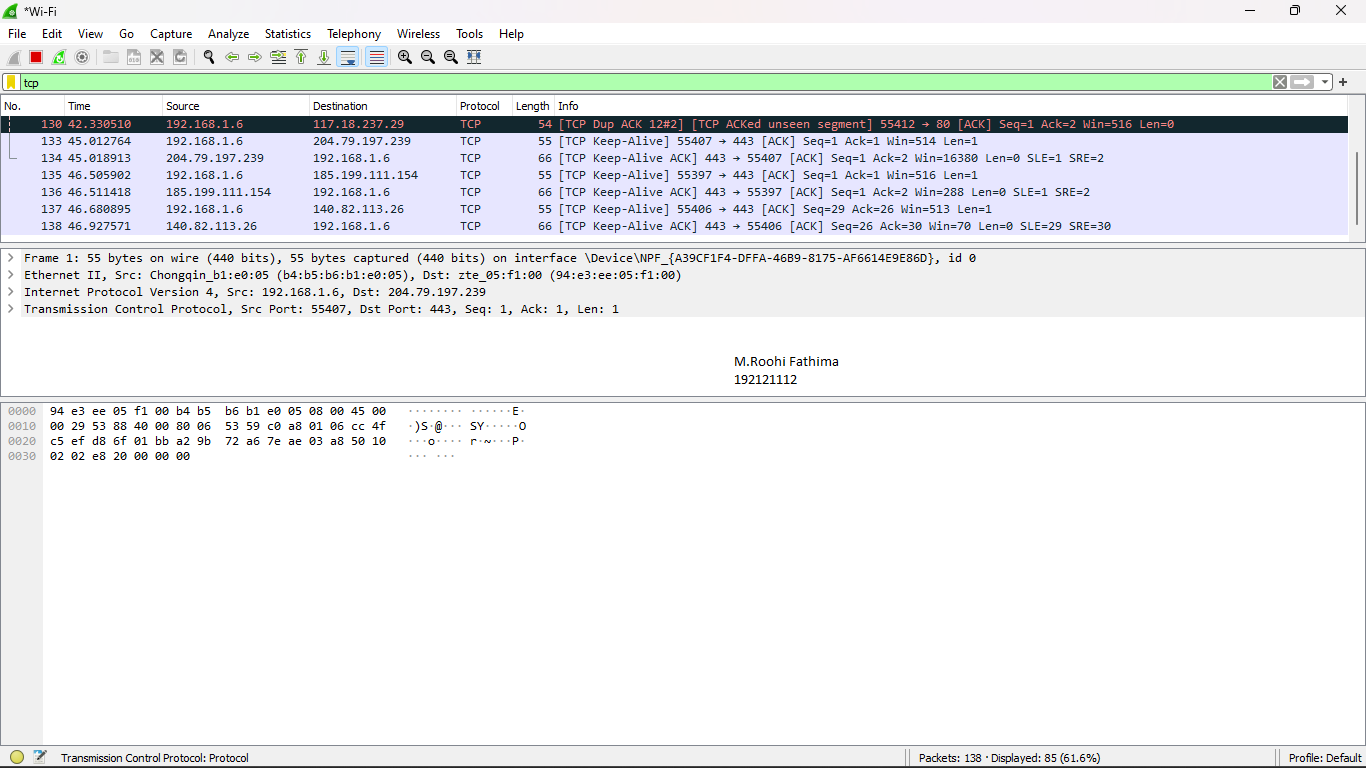 *Wi-Fi
File Edit View Go Capture Analyze Statistics Telephony Wireless Tools Help
tcp
No. Time Source Destination Protocol Length Info
130 42.330510 192.168.1.6 117.18.237.29 TCP 54 [TCP Dup ACK 12#2] [TCP ACKed unseen segment] 55412 → 80 [ACK] Seq=1 Ack=2 Win=516 Len=0
133 45.012764 192.168.1.6 204.79.197.239 TCP 55 [TCP Keep-Alive] 55407 → 443 [ACK] Seq=1 Ack=1 Win=514 Len=1
134 45.018913 204.79.197.239 192.168.1.6 TCP 66 [TCP Keep-Alive ACK] 443 → 55407 [ACK] Seq=1 Ack=2 Win=16380 Len=0 SLE=1 SRE=2
135 46.505902 192.168.1.6 185.199.111.154 TCP 55 [TCP Keep-Alive] 55397 → 443 [ACK] Seq=1 Ack=1 Win=516 Len=1
136 46.511418 185.199.111.154 192.168.1.6 TCP 66 [TCP Keep-Alive ACK] 443 → 55397 [ACK] Seq=1 Ack=2 Win=288 Len=0 SLE=1 SRE=2
137 46.680895 192.168.1.6 140.82.113.26 TCP 55 [TCP Keep-Alive] 55406 → 443 [ACK] Seq=29 Ack=26 Win=513 Len=1
138 46.927571 140.82.113.26 192.168.1.6 TCP 66 [TCP Keep-Alive ACK] 443 → 55406 [ACK] Seq=26 Ack=30 Win=70 Len=0 SLE=29 SRE=30
Frame 1: 55 bytes on wire (440 bits), 55 bytes captured (440 bits) on interface \Device\NPF_{A39CF1F4-DFFA-46B9-8175-AF6614E9E86D}, id 0
Ethernet II, Src: Chongqin_b1:e0:05 (b4:b5:b6:b1:e0:05), Dst: zte_05:f1:00 (94:e3:ee:05:f1:00)
Internet Protocol Version 4, Src: 192.168.1.6, Dst: 204.79.197.239
Transmission Control Protocol, Src Port: 55407, Dst Port: 443, Seq: 1, Ack: 1, Len: 1
M.Roohi Fathima
192121112
0000 94 e3 ee 05 f1 00 b4 b5 b6 b1 e0 05 08 00 45 00 ········ ······E·
0010 00 29 53 88 40 00 80 06 53 59 c0 a8 01 06 cc 4f ·)S·@··· SY·····O
0020 c5 ef d8 6f 01 bb a2 9b 72 a6 7e ae 03 a8 50 10 ···o···· r·~···P·
0030 02 02 e8 20 00 00 00 ··· ···
Transmission Control Protocol: Protocol
Packets: 138 · Displayed: 85 (61.6%)
Profile: Default